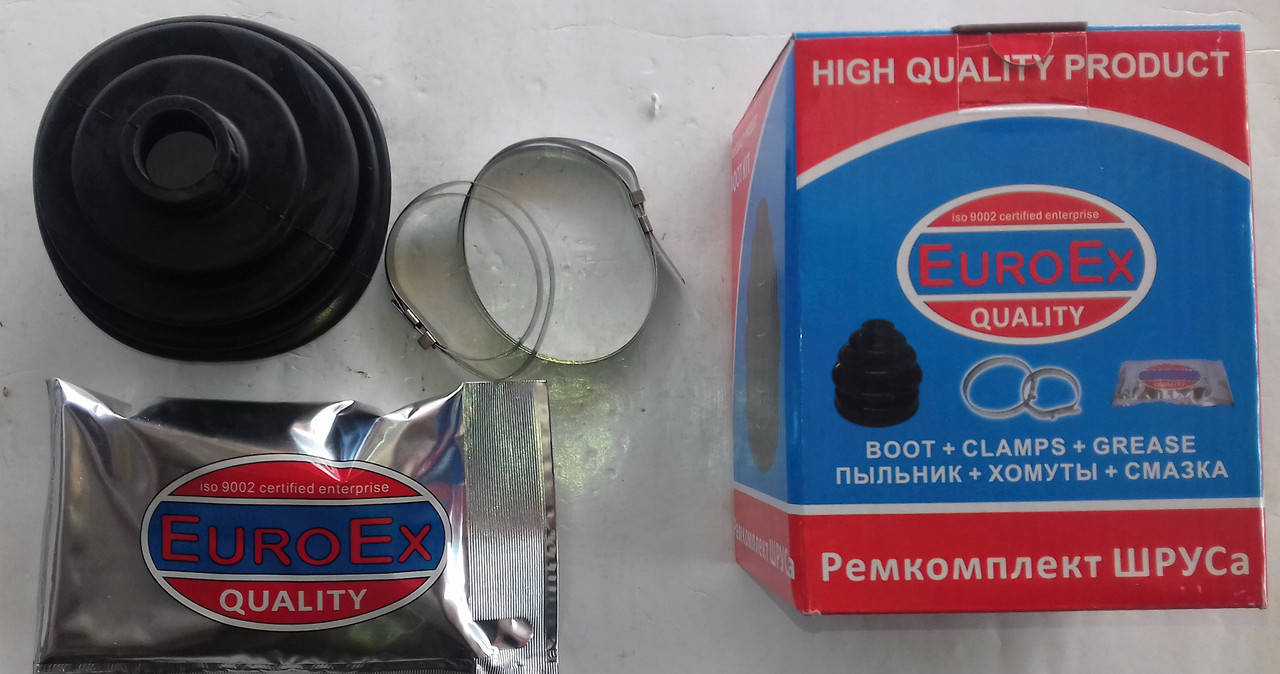 HIGH QUALITY PRODUCT
iso 9002 certified enterprise
EUROEX
QUALITY
BOOT + CLAMPS + GREASE
ПЫЛЬНИК + ХОМУТЫ + СМАЗКА
Ремкомплект ШРУСа
iso 9002 certified enterprise
EUROEX
QUALITY